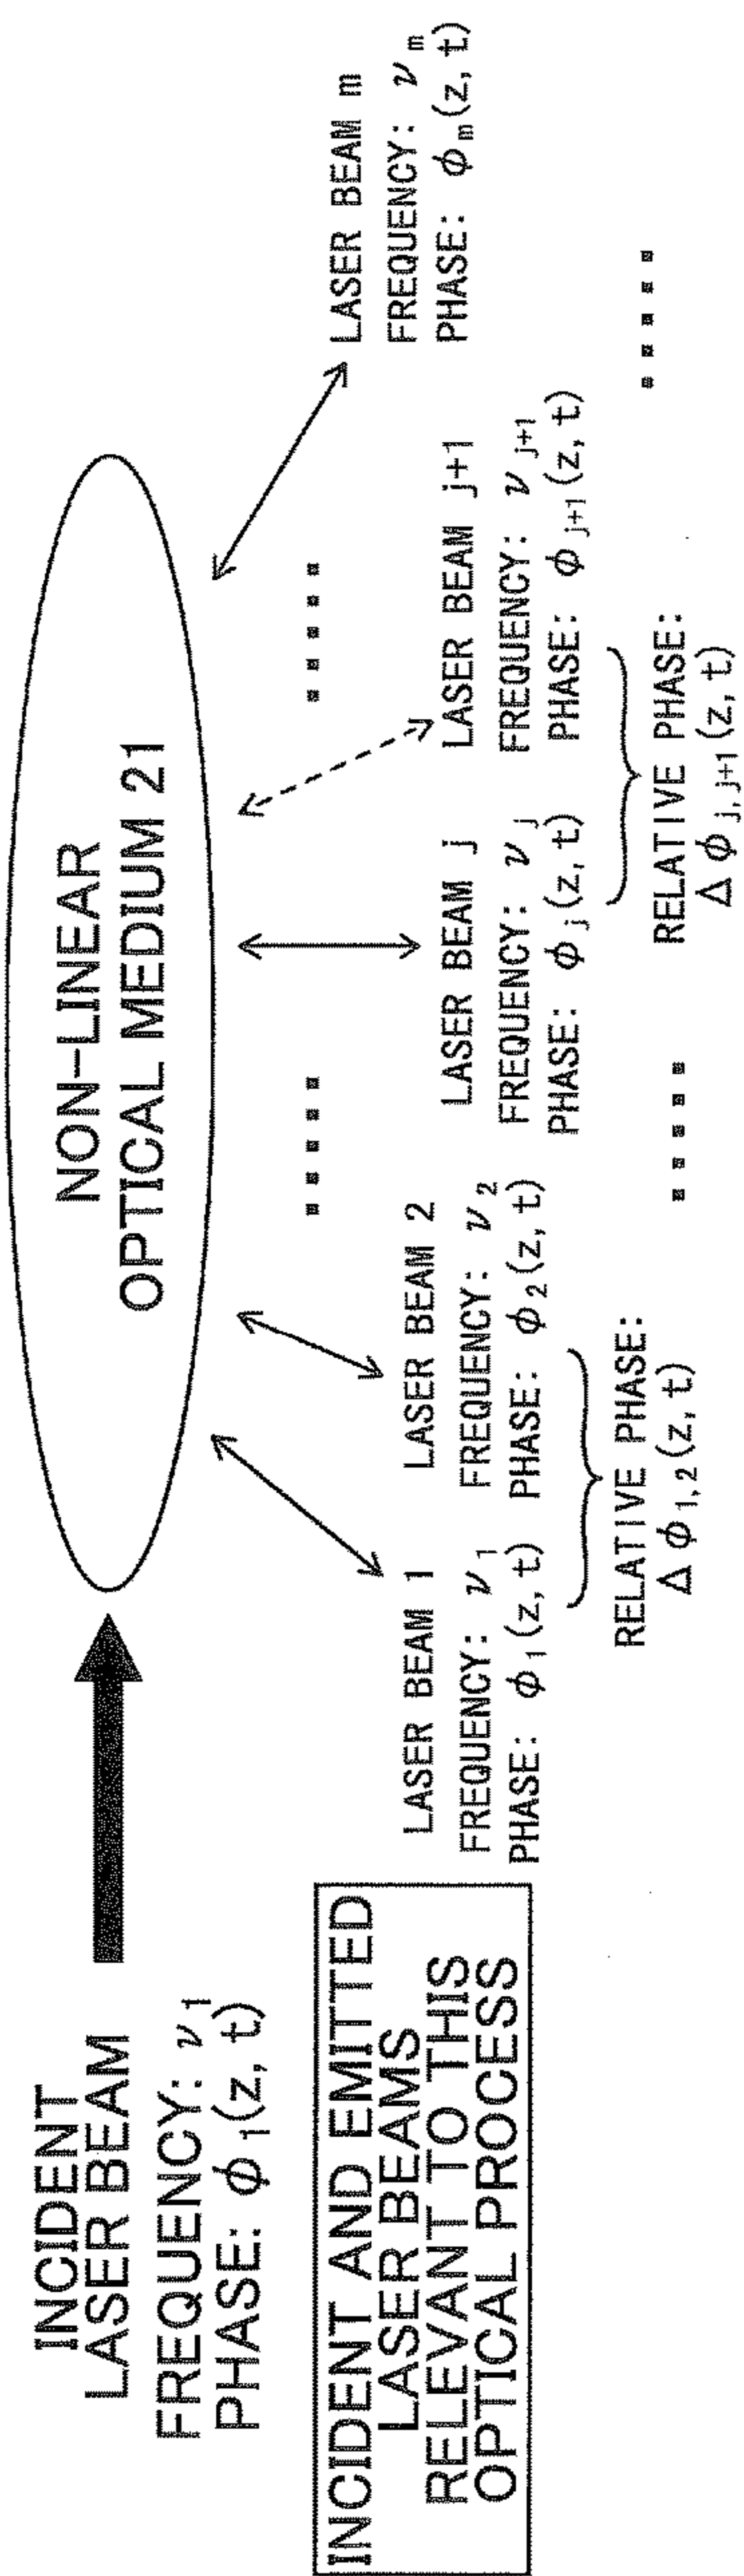 INCIDENT
LASER BEAM
FREQUENCY: ν1
PHASE: ϕ1(z, t)
NON-LINEAR
OPTICAL MEDIUM 21
INCIDENT AND EMITTED
LASER BEAMS
RELEVANT TO THIS
OPTICAL PROCESS
LASER BEAM 1
FREQUENCY: ν1
PHASE: ϕ1(z, t)
LASER BEAM 2
FREQUENCY: ν2
PHASE: ϕ2(z, t)
RELATIVE PHASE:
Δϕ1,2(z, t)
LASER BEAM j
FREQUENCY: νj
PHASE: ϕj(z, t)
LASER BEAM j+1
FREQUENCY: νj+1
PHASE: ϕj+1(z, t)
RELATIVE PHASE:
Δϕj,j+1(z, t)
LASER BEAM m
FREQUENCY: νm
PHASE: ϕm(z, t)